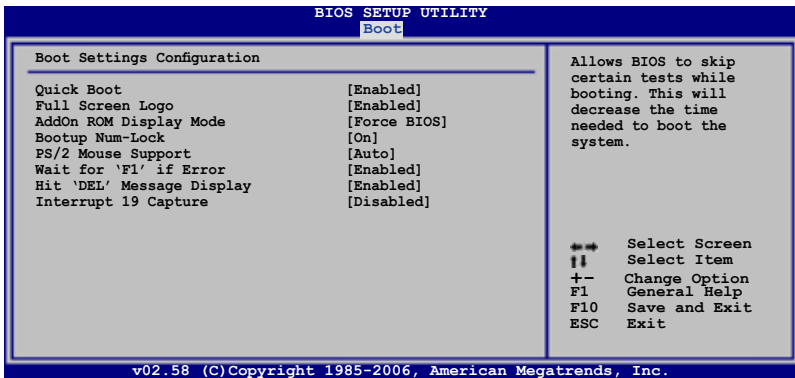 BIOS SETUP UTILITY
Boot
Boot Settings Configuration
Quick Boot [Enabled]
Full Screen Logo [Enabled]
AddOn ROM Display Mode [Force BIOS]
Bootup Num-Lock [On]
PS/2 Mouse Support [Auto]
Wait for ‘F1’ if Error [Enabled]
Hit ‘DEL’ Message Display [Enabled]
Interrupt 19 Capture [Disabled]
Allows BIOS to skip
certain tests while
booting. This will
decrease the time
needed to boot the
system.
←→ Select Screen
↑↓ Select Item
+- Change Option
F1 General Help
F10 Save and Exit
ESC Exit
v02.58 (C)Copyright 1985-2006, American Megatrends, Inc.